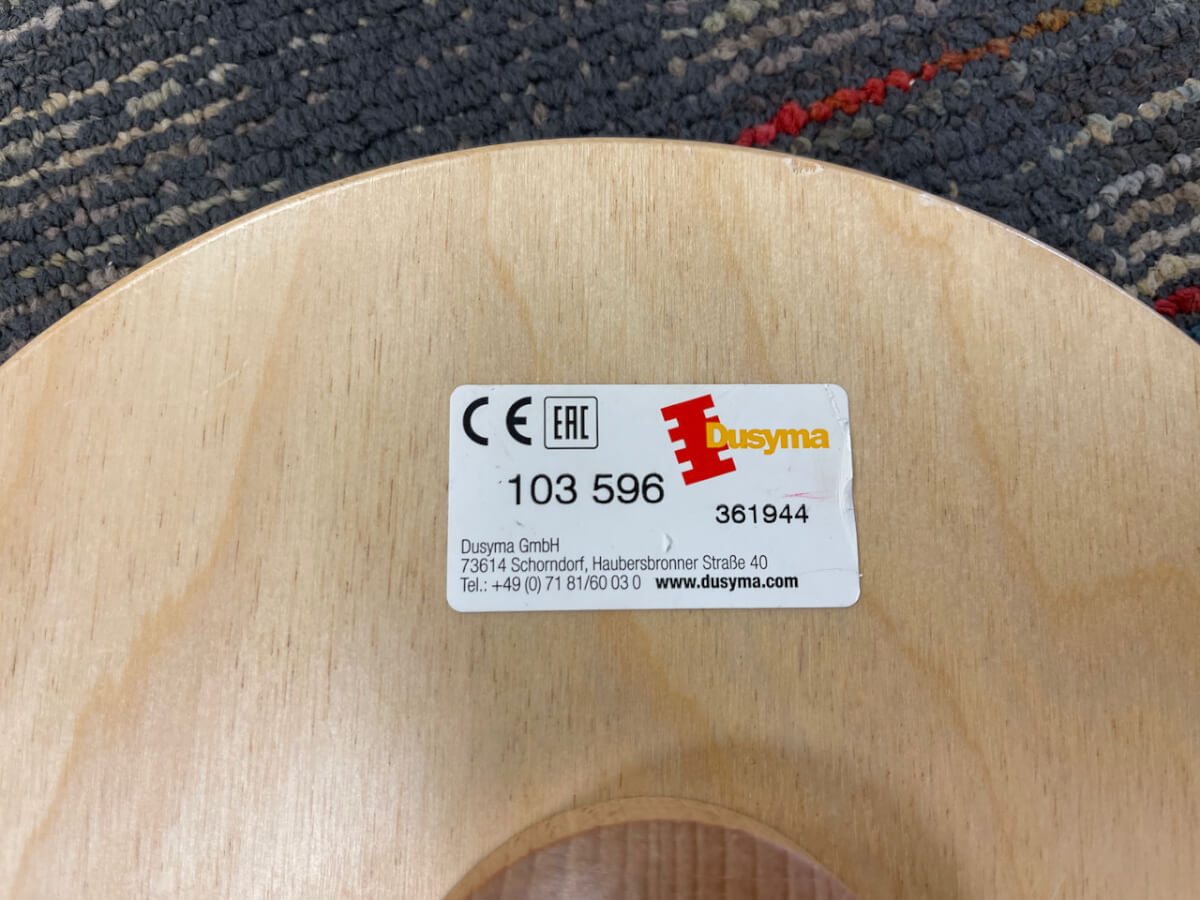 CE EAC
Dusyma
103 596
361944
Dusyma GmbH
73614 Schorndorf, Haubersbronner Straße 40
Tel.: +49 (0) 71 81/60 03 0 www.dusyma.com